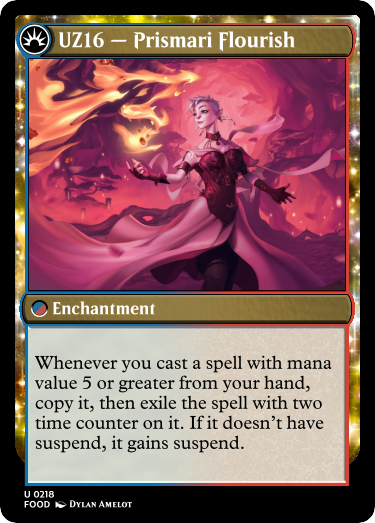 UZ16 — Prismari Flourish
Enchantment
Whenever you cast a spell with mana
value 5 or greater from your hand,
copy it, then exile the spell with two
time counter on it. If it doesn't have
suspend, it gains suspend.
U 0218
FOOD Dylan Amelot